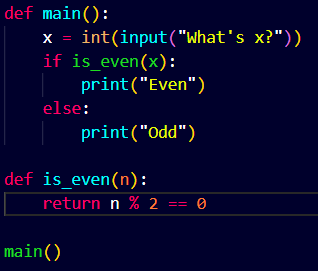 def main():
    x = int(input("What's x?"))
    if is_even(x):
        print("Even")
    else:
        print("Odd")

def is_even(n):
    return n % 2 == 0

main()